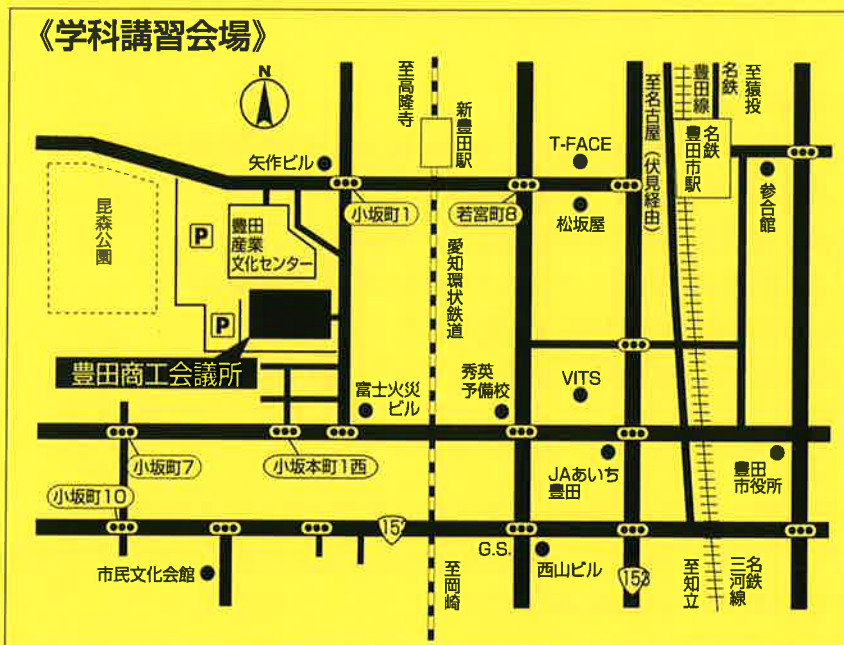 《学科講習会場》
N
至高隆寺
新豊田駅
至名古屋(伏見経由)
豊田線
名鉄
至猿投
名鉄
豊田市駅
矢作ビル
T-FACE
参合館
小坂町1
若宮町8
松坂屋
昆森公園
P
豊田
産業
文化センター
愛知環状鉄道
P
豊田商工会議所
富士火災
ビル
秀英
予備校
VITS
小坂町7
小坂本町1西
JAあいち
豊田
豊田
市役所
小坂町10
15
G.S.
西山ビル
153
市民文化会館
至岡崎
至知立
名鉄
三河線